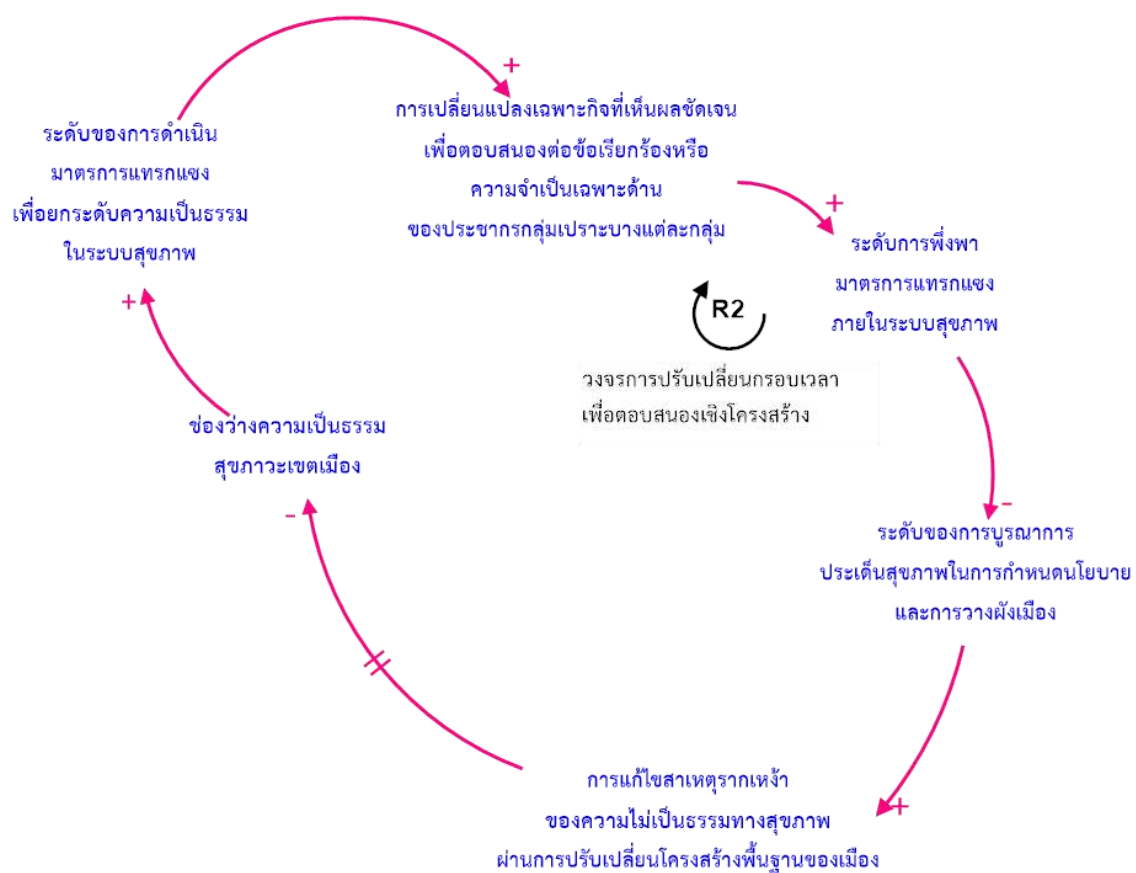 +
การเปลี่ยนแปลงเฉพาะกิจที่เห็นผลชัดเจน
เพื่อตอบสนองต่อข้อเรียกร้องหรือ
ความจำเป็นเฉพาะด้าน
ของประชากรกลุ่มเปราะบางแต่ละกลุ่ม
+
ระดับการพึ่งพา
มาตรการแทรกแซง
ภายในระบบสุขภาพ
-
ระดับของการบูรณาการ
ประเด็นสุขภาพในการกำหนดนโยบาย
และการวางผังเมือง
+
การแก้ไขสาเหตุรากเหง้า
ของความไม่เป็นธรรมทางสุขภาพ
ผ่านการปรับเปลี่ยนโครงสร้างพื้นฐานของเมือง
-
ช่องว่างความเป็นธรรม
สุขภาวะเขตเมือง
+
ระดับของการดำเนิน
มาตรการแทรกแซง
เพื่อยกระดับความเป็นธรรม
ในระบบสุขภาพ
R2
วงจรการปรับเปลี่ยนกรอบเวลา
เพื่อตอบสนองเชิงโครงสร้าง